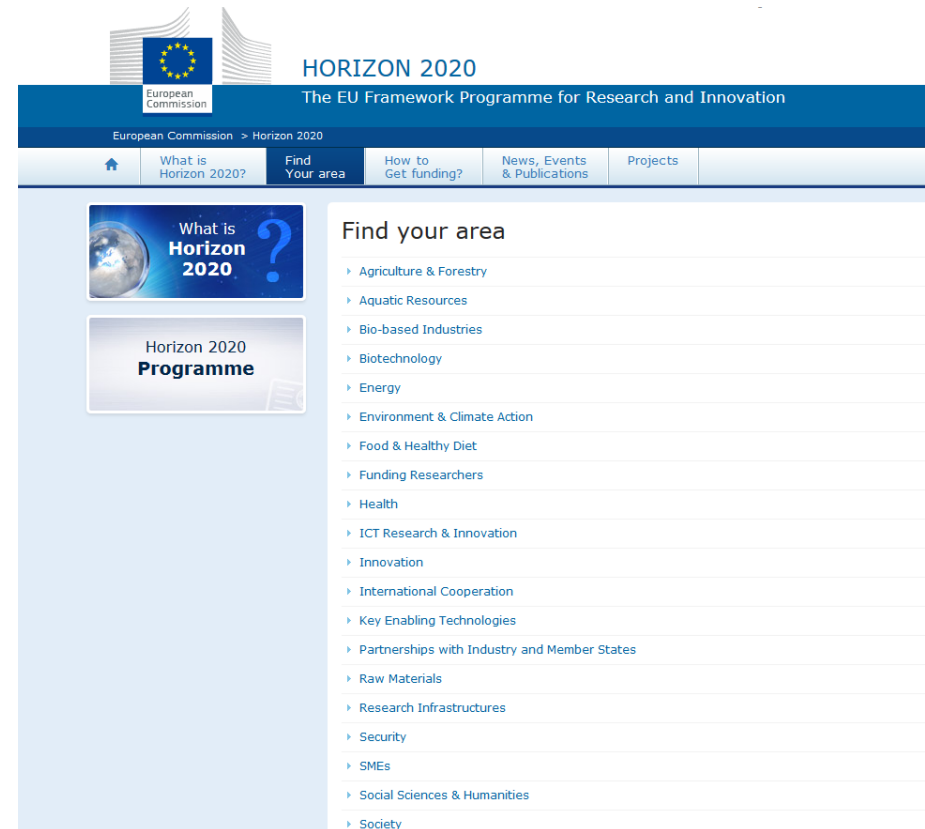 European
Commission
HORIZON 2020
The EU Framework Programme for Research and Innovation
European Commission > Horizon 2020
What is
Horizon 2020?
Find
Your area
How to
Get funding?
News, Events
& Publications
Projects
What is
Horizon
2020
?
Horizon 2020
Programme
Find your area
Agriculture & Forestry
Aquatic Resources
Bio-based Industries
Biotechnology
Energy
Environment & Climate Action
Food & Healthy Diet
Funding Researchers
Health
ICT Research & Innovation
Innovation
International Cooperation
Key Enabling Technologies
Partnerships with Industry and Member States
Raw Materials
Research Infrastructures
Security
SMEs
Social Sciences & Humanities
Society